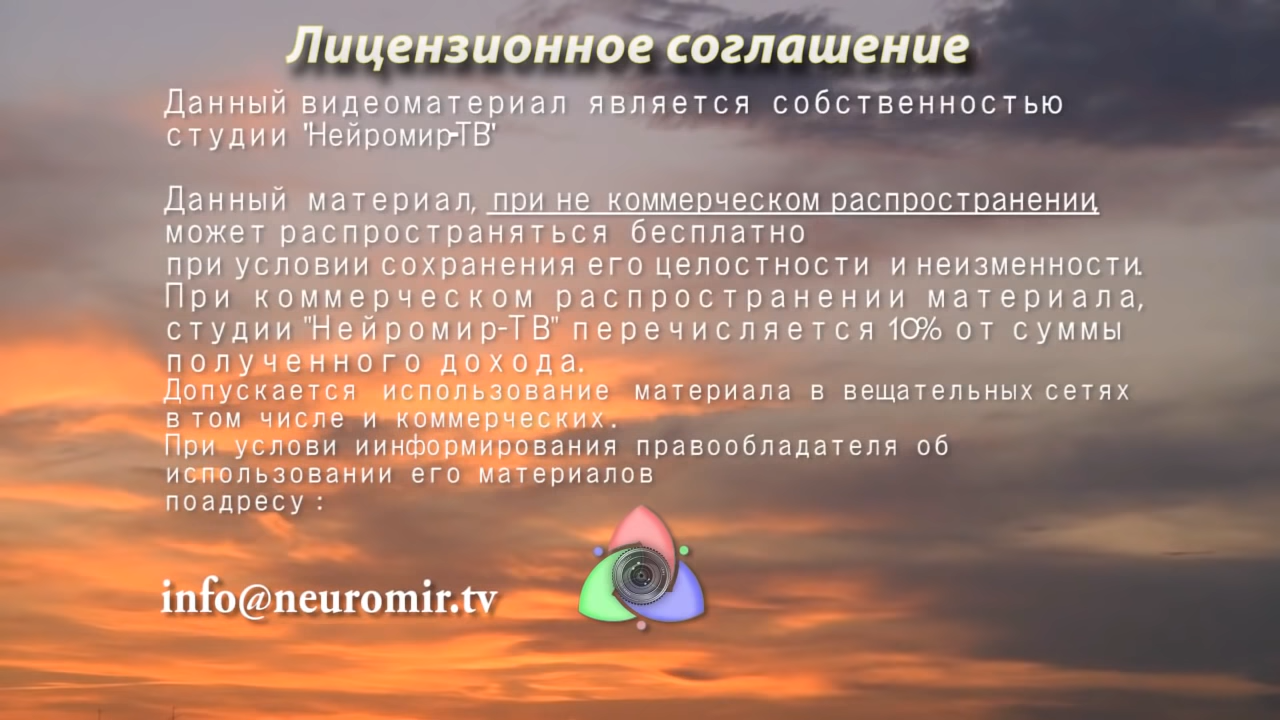 Лицензионное соглашение
Данный видеоматериал является собственностью
студии "Нейромир-ТВ"
Данный материал, при не коммерческом распространении,
может распространяться бесплатно
при условии сохранения его целостности и неизменности.
При коммерческом распространении материала,
студии "Нейромир-ТВ" перечисляется 10% от суммы
полученного дохода.
Допускается использование материала в вещательных сетях
в том числе и коммерческих.
При услови иинформирования правообладателя об
использовании его материалов
поадресу :
info@neuromir.tv